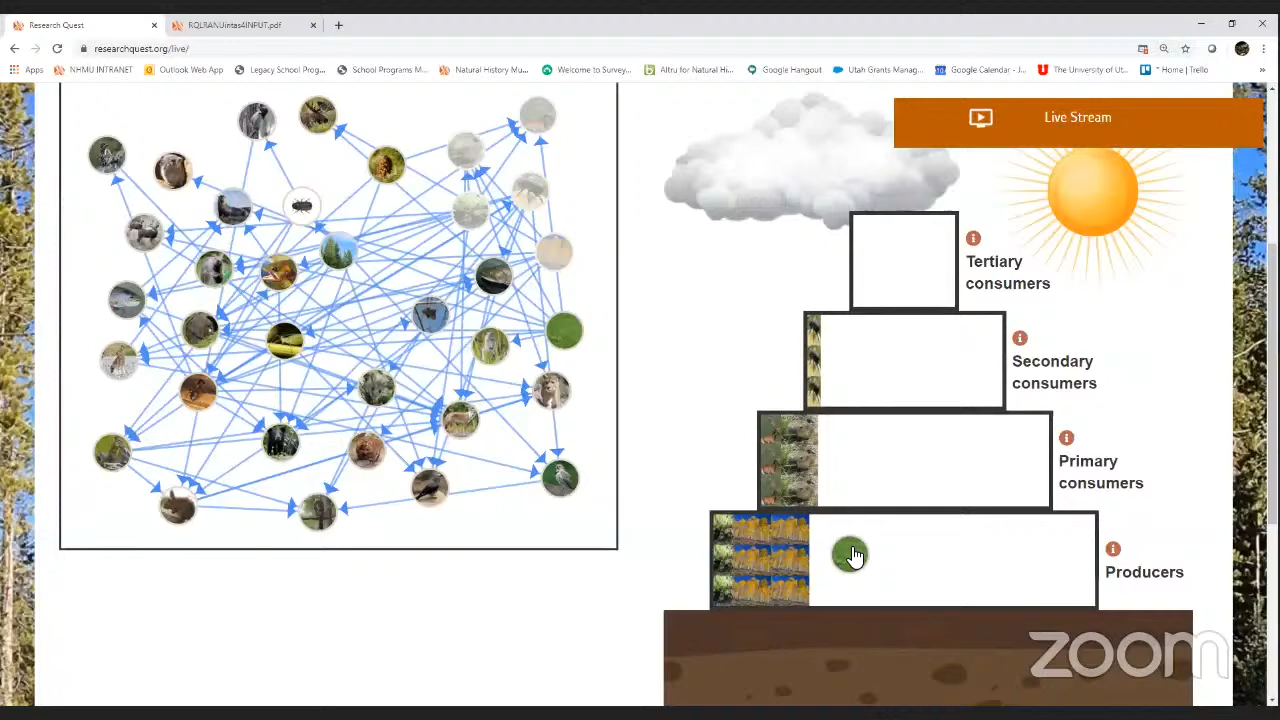 Research Quest
RQLRANUintas4INPUT.pdf
researchquest.org/live/
Apps
NHMU INTRANET
Outlook Web App
Legacy School Prog...
School Programs M...
Natural History Mu...
Welcome to Survey...
Altru for Natural Hi...
Google Hangout
Utah Grants Manag...
Google Calendar - J...
The University of Ut...
* Home | Trello
Live Stream
Tertiary
consumers
Secondary
consumers
Primary
consumers
Producers
zoom